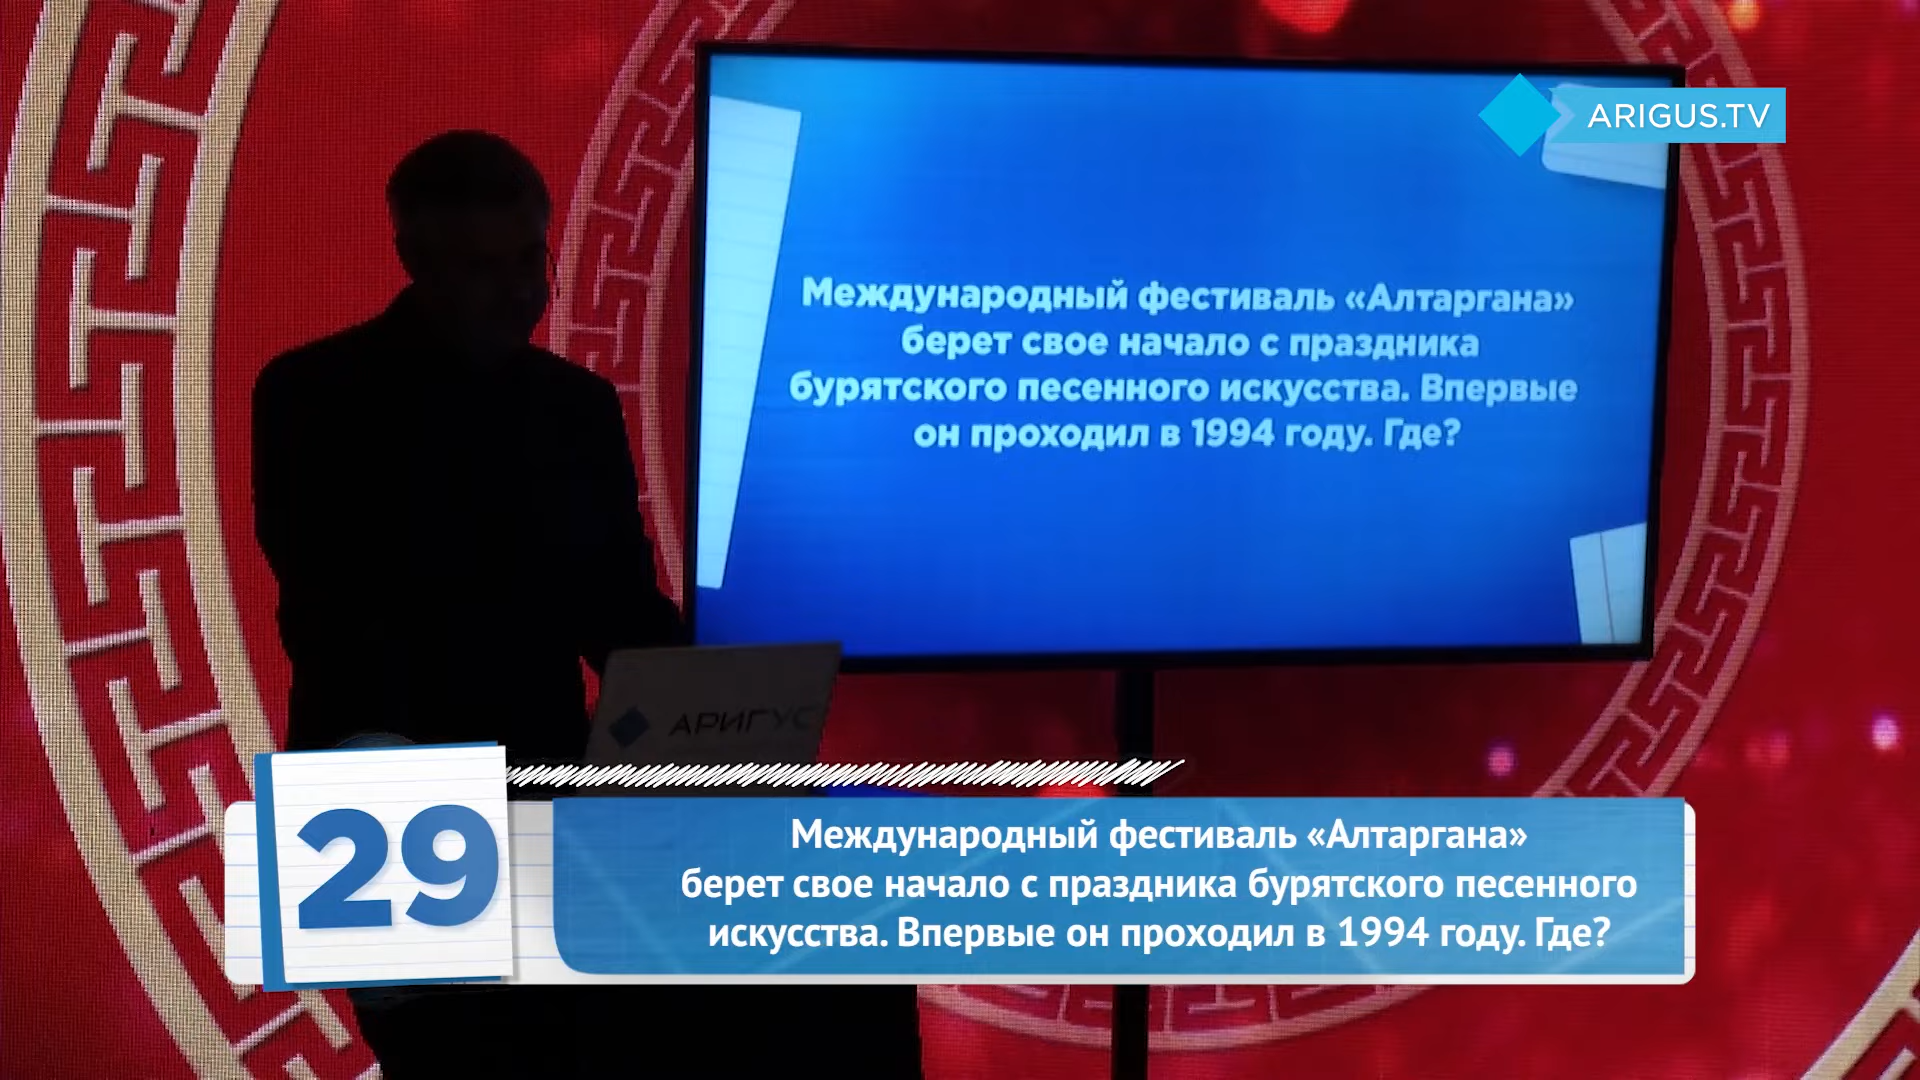 ARIGUS.TV
Международный фестиваль «Алтаргана»
берет свое начало с праздника
бурятского песенного искусства. Впервые
он проходил в 1994 году. Где?
АРИГУС
29
Международный фестиваль «Алтаргана»
берет свое начало с праздника бурятского песенного
искусства. Впервые он проходил в 1994 году. Где?